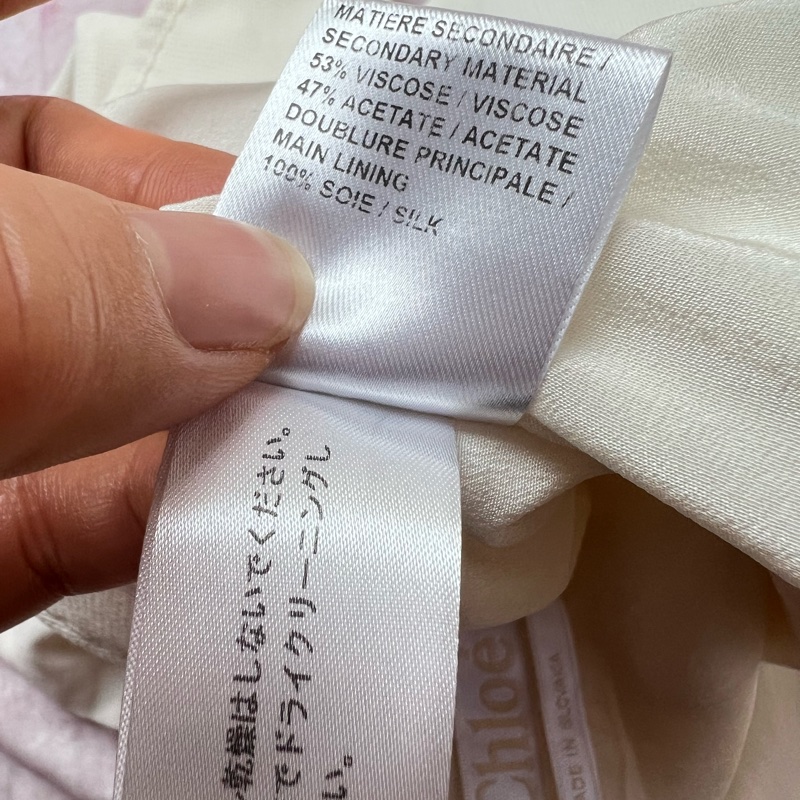 MATIÈRE SECONDAIRE /
SECONDARY MATERIAL
53% VISCOSE / VISCOSE
47% ACETATE / ACETATE
DOUBLURE PRINCIPALE /
MAIN LINING
100% SOIE / SILK
乾燥はしないでください。
でドライクリーニングし
い。
Chloé
MADE IN SLOVAKIA